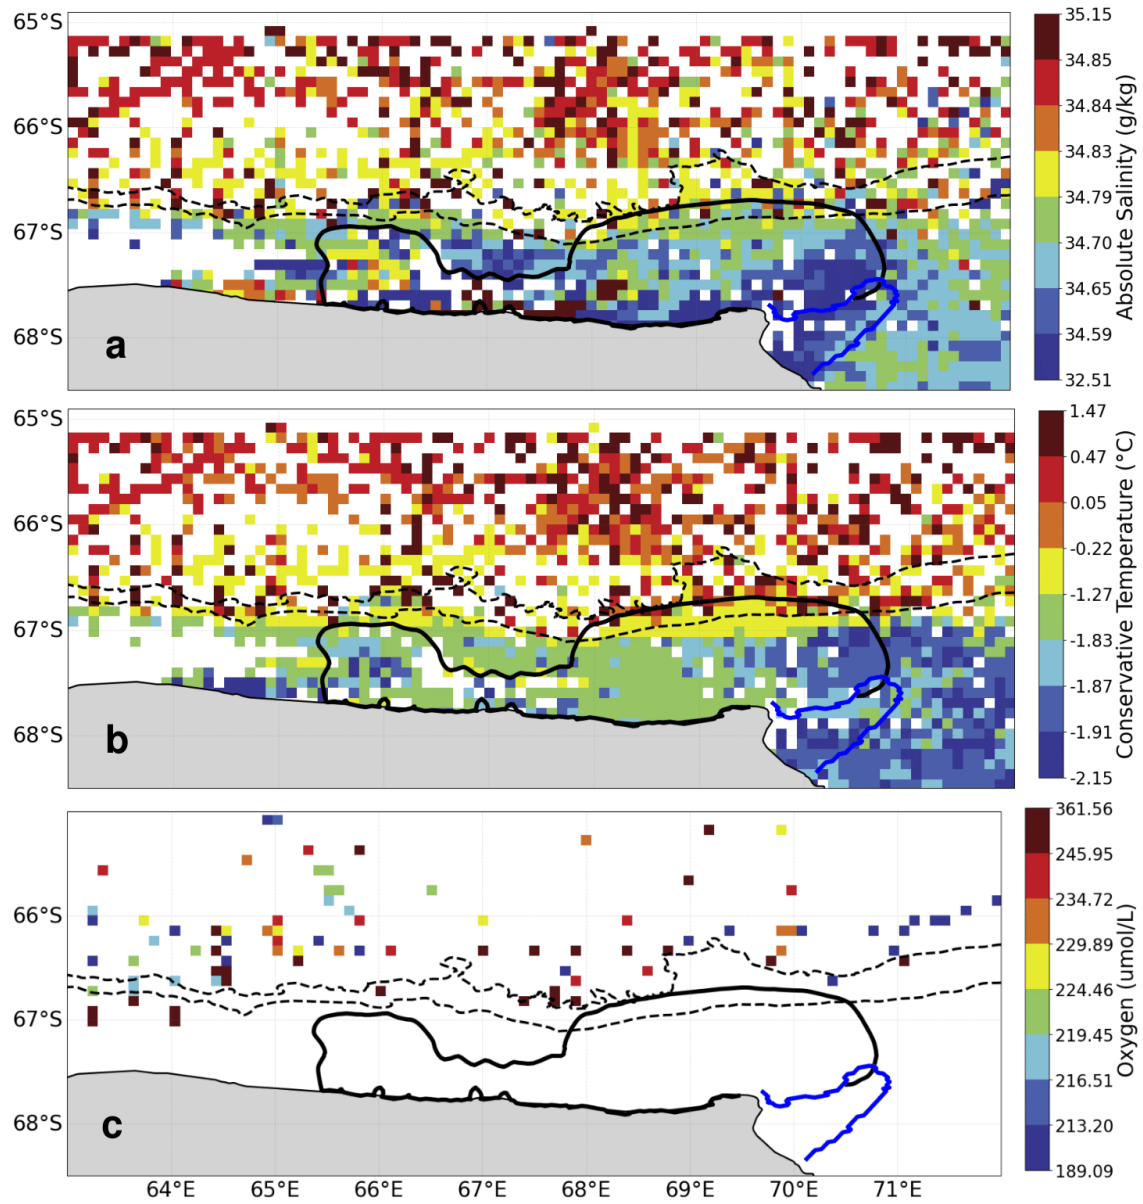 65°S
66°S
67°S
68°S
a
35.15
34.85
34.84
34.83
34.79
34.70
34.65
34.59
32.51
Absolute Salinity (g/kg)
65°S
66°S
67°S
68°S
b
1.47
0.47
0.05
-0.22
-1.27
-1.83
-1.87
-1.91
-2.15
Conservative Temperature (°C)
66°S
67°S
68°S
c
361.56
245.95
234.72
229.89
224.46
219.45
216.51
213.20
189.09
Oxygen (umol/L)
64°E 65°E 66°E 67°E 68°E 69°E 70°E 71°E